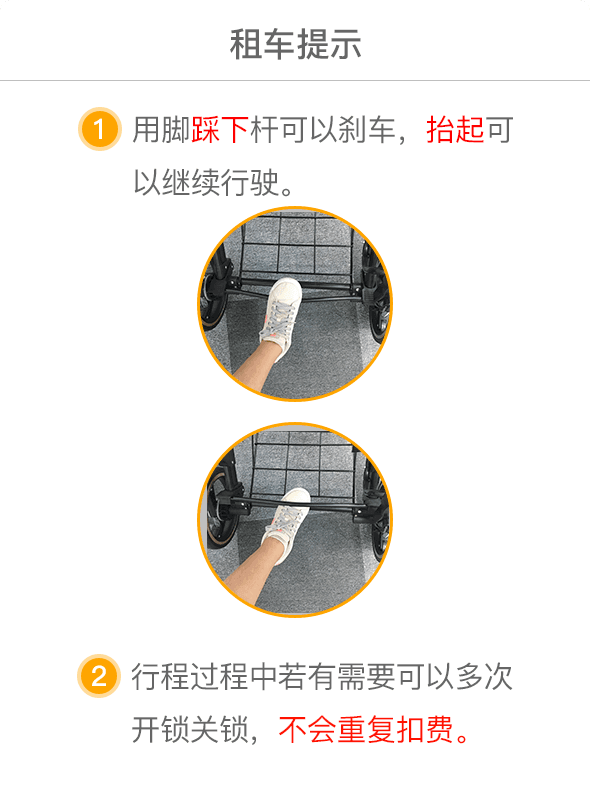 租车提示
1 用脚踩下杆可以刹车，抬起可
以继续行驶。
2 行程过程中若有需要可以多次
开锁关锁，不会重复扣费。